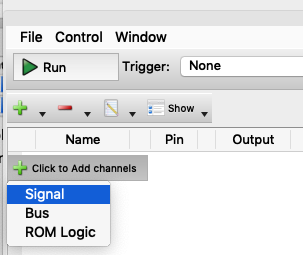 File Control Window
Run Trigger: None
Show
Name Pin Output
Click to Add channels
Signal
Bus
ROM Logic